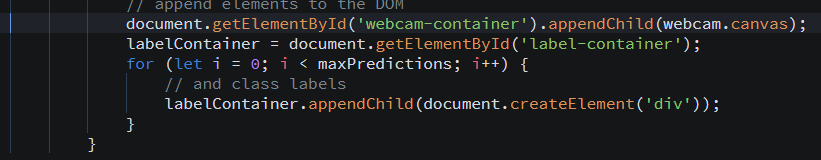 // append elements to the DOM
document.getElementById('webcam-container').appendChild(webcam.canvas);
labelContainer = document.getElementById('label-container');
for (let i = 0; i < maxPredictions; i++) {
// and class labels
labelContainer.appendChild(document.createElement('div'));
}
}